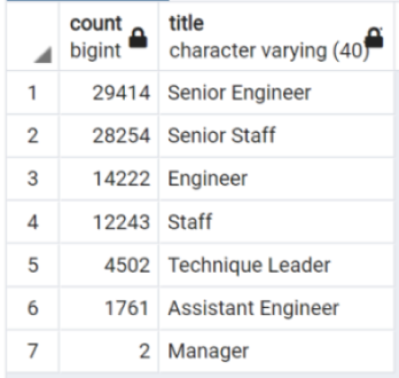 count title
bigint character varying (40)
1 29414 Senior Engineer
2 28254 Senior Staff
3 14222 Engineer
4 12243 Staff
5 4502 Technique Leader
6 1761 Assistant Engineer
7 2 Manager